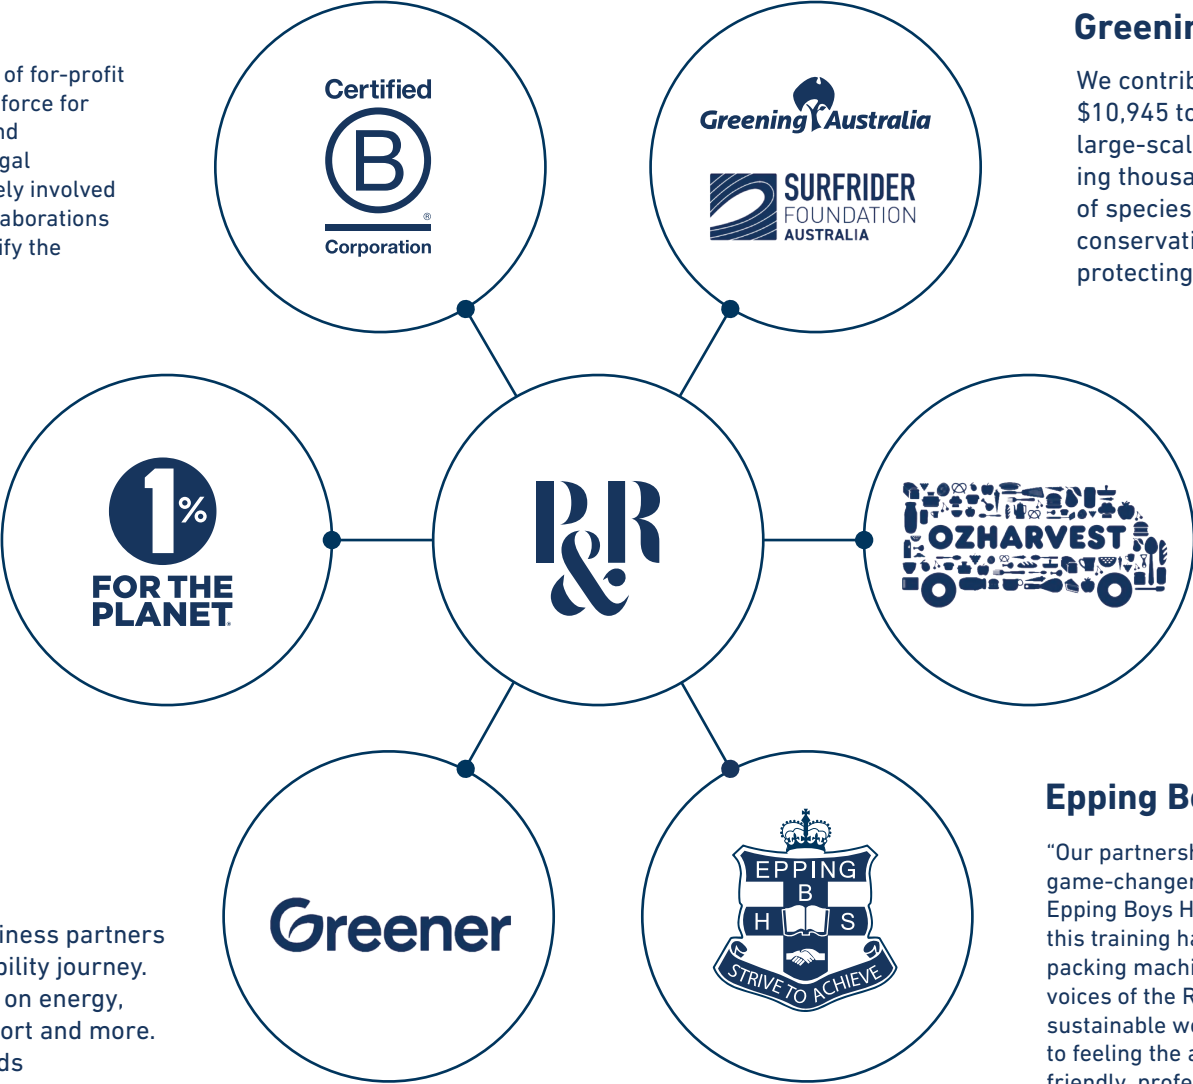 of for-profit
force for
nd
gal
ely involved
aborations
ify the
Certified
B
®
Corporation
Greening Australia
SURFRIDER
FOUNDATION
AUSTRALIA
Greenin
We contrib
$10,945 to
large-scal
ing thousa
of species
conservati
protecting
1%
FOR THE
PLANET
P&R
OZHARVEST
iness partners
bility journey.
on energy,
ort and more.
ds
Greener
EPPING
B
H S
STRIVE TO ACHIEVE
Epping Bo
“Our partnersh
game-changer
Epping Boys H
this training ha
packing machi
voices of the R
sustainable wo
to feeling the a
friendly, profe